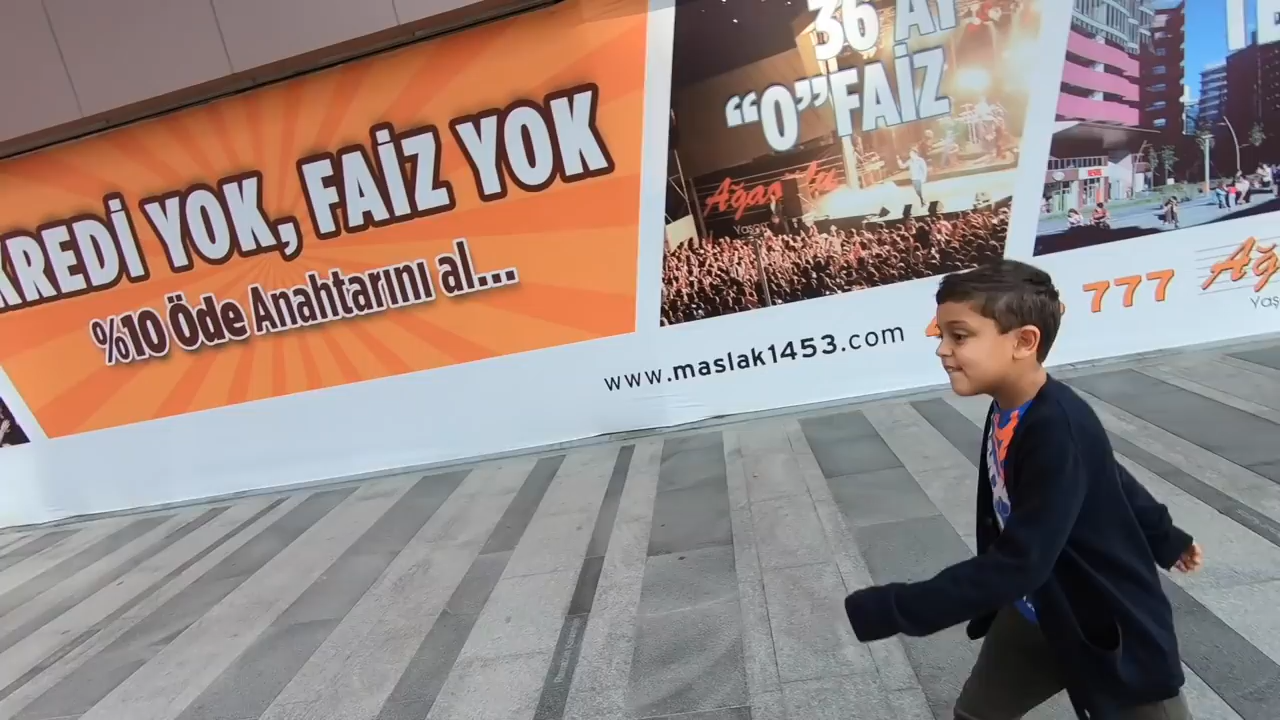 KREDİ YOK, FAİZ YOK
%10 Öde Anahtarını al...
36 AY
“0” FAİZ
www.maslak1453.com
777